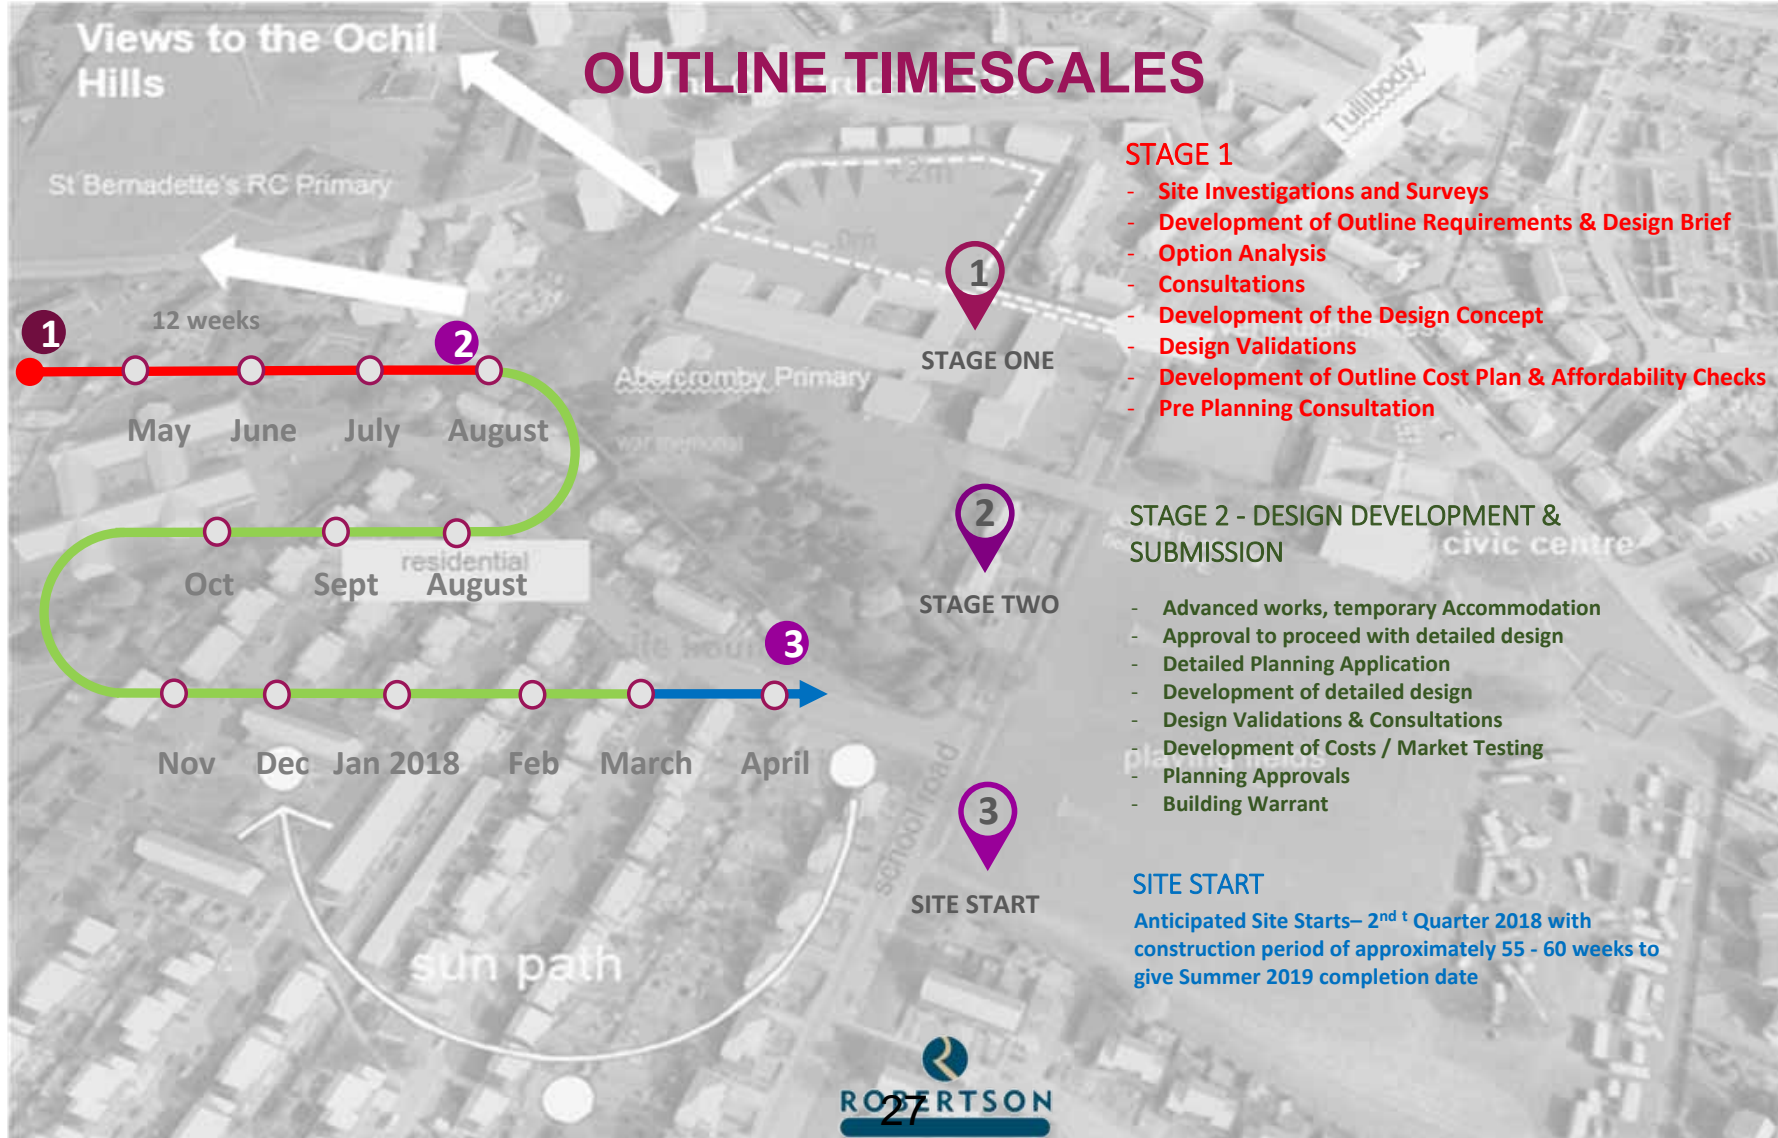 Views to the Ochil
Hills
OUTLINE TIMESCALES
Tullibody
St Bernadette's RC Primary
+2m
STAGE 1
- Site Investigations and Surveys
- Development of Outline Requirements & Design Brief
- Option Analysis
- Consultations
- Development of the Design Concept
- Design Validations
- Development of Outline Cost Plan & Affordability Checks
- Pre Planning Consultation
1
STAGE ONE
1
12 weeks
2
May June July August
Abercromby Primary
war memorial
Oct Sept August
residential
2
STAGE TWO
STAGE 2 - DESIGN DEVELOPMENT &
SUBMISSION
civic centre
- Advanced works, temporary Accommodation
- Approval to proceed with detailed design
- Detailed Planning Application
- Development of detailed design
- Design Validations & Consultations
- Development of Costs / Market Testing
- Planning Approvals
- Building Warrant
playing fields
3
Nov Dec Jan 2018 Feb March April
school road
3
SITE START
SITE START
Anticipated Site Starts– 2nd t Quarter 2018 with
construction period of approximately 55 - 60 weeks to
give Summer 2019 completion date
sun path
ROBERTSON
27